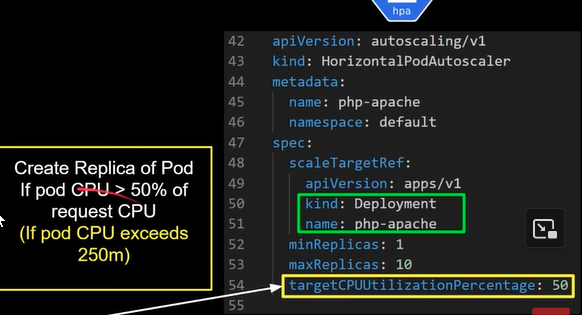 hpa
42 apiVersion: autoscaling/v1
43 kind: HorizontalPodAutoscaler
44 metadata:
45 name: php-apache
46 namespace: default
47 spec:
48 scaleTargetRef:
49 apiVersion: apps/v1
50 kind: Deployment
51 name: php-apache
52 minReplicas: 1
53 maxReplicas: 10
54 targetCPUUtilizationPercentage: 50
55
Create Replica of Pod
If pod CPU > 50% of
request CPU
(If pod CPU exceeds
250m)